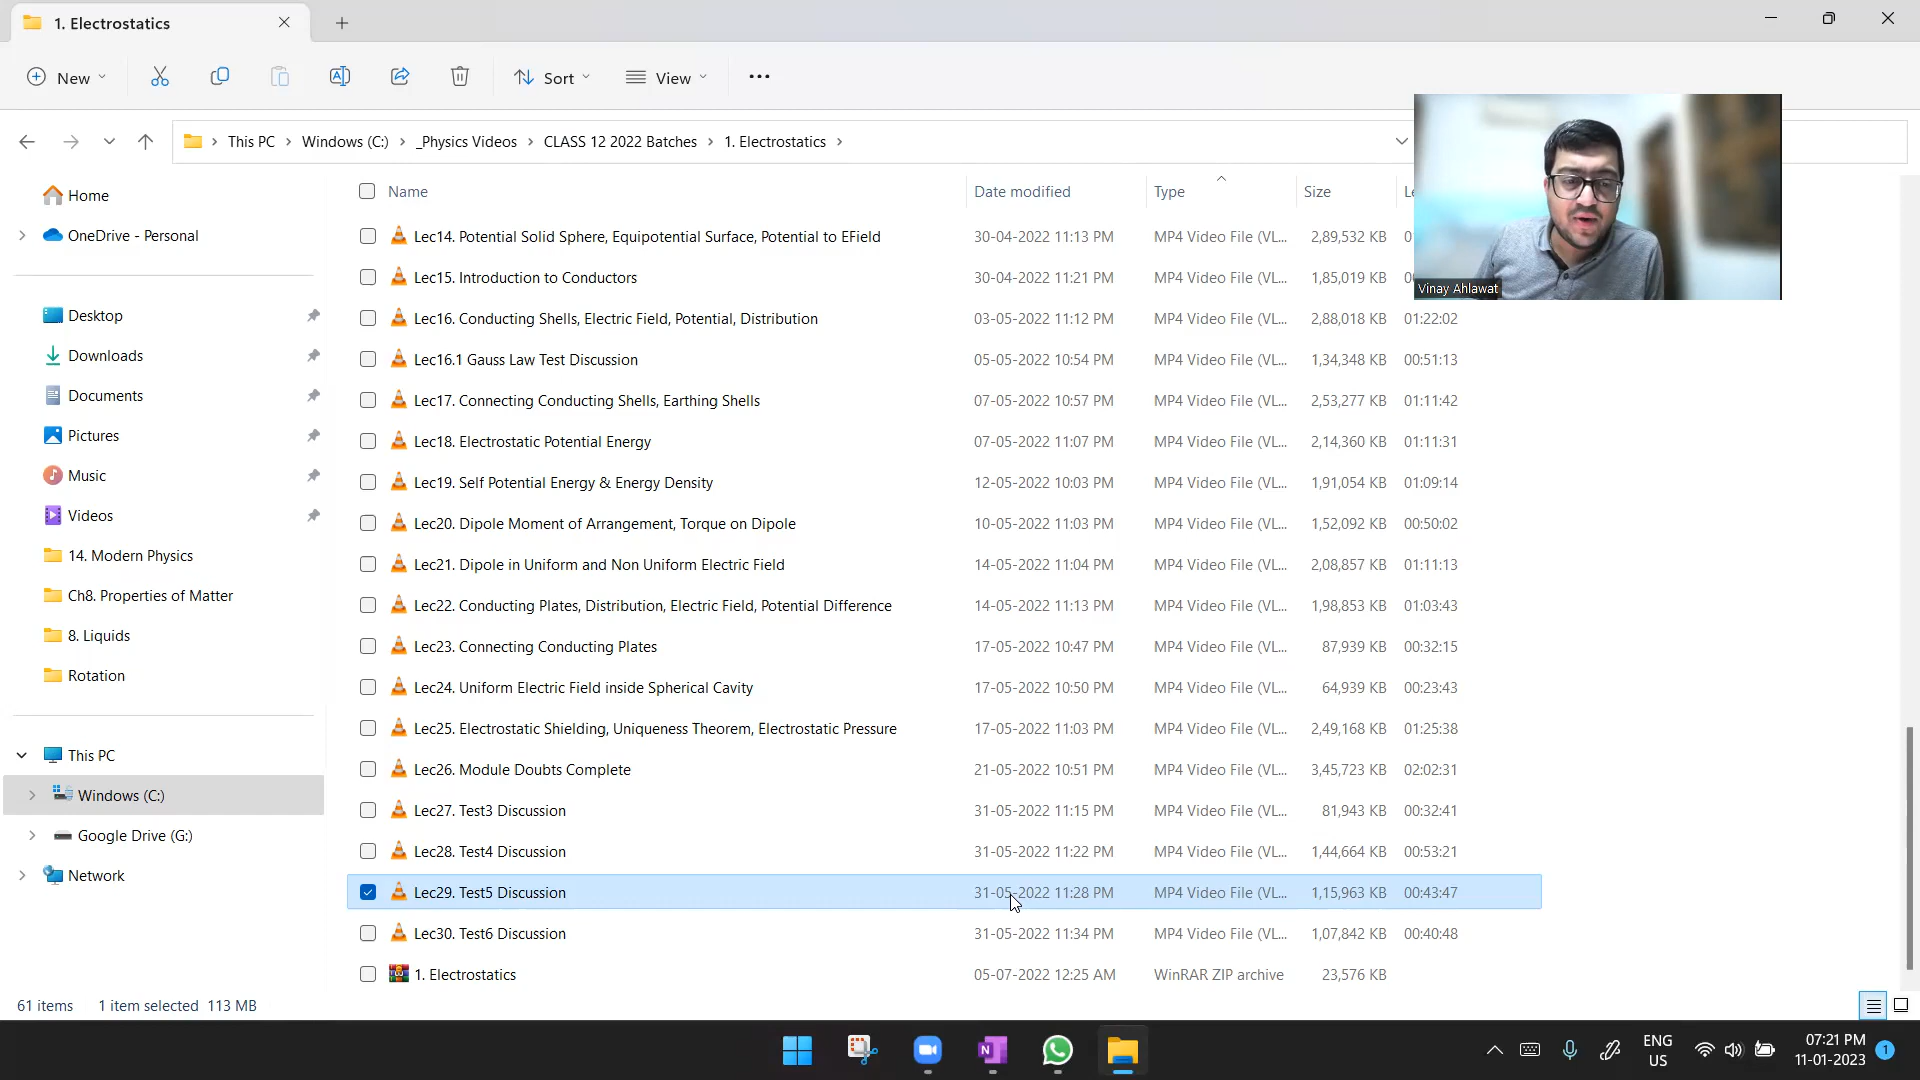 1. Electrostatics
New
Sort
View
This PC > Windows (C:) > _Physics Videos > CLASS 12 2022 Batches > 1. Electrostatics >
Home
OneDrive - Personal
Desktop
Downloads
Documents
Pictures
Music
Videos
14. Modern Physics
Ch8. Properties of Matter
8. Liquids
Rotation
This PC
Windows (C:)
Google Drive (G:)
Network
Name Date modified Type Size
Lec14. Potential Solid Sphere, Equipotential Surface, Potential to EField 30-04-2022 11:13 PM MP4 Video File (VL... 2,89,532 KB
Lec15. Introduction to Conductors 30-04-2022 11:21 PM MP4 Video File (VL... 1,85,019 KB
Lec16. Conducting Shells, Electric Field, Potential, Distribution 03-05-2022 11:12 PM MP4 Video File (VL... 2,88,018 KB 01:22:02
Lec16.1 Gauss Law Test Discussion 05-05-2022 10:54 PM MP4 Video File (VL... 1,34,348 KB 00:51:13
Lec17. Connecting Conducting Shells, Earthing Shells 07-05-2022 10:57 PM MP4 Video File (VL... 2,53,277 KB 01:11:42
Lec18. Electrostatic Potential Energy 07-05-2022 11:07 PM MP4 Video File (VL... 2,14,360 KB 01:11:31
Lec19. Self Potential Energy & Energy Density 12-05-2022 10:03 PM MP4 Video File (VL... 1,91,054 KB 01:09:14
Lec20. Dipole Moment of Arrangement, Torque on Dipole 10-05-2022 11:03 PM MP4 Video File (VL... 1,52,092 KB 00:50:02
Lec21. Dipole in Uniform and Non Uniform Electric Field 14-05-2022 11:04 PM MP4 Video File (VL... 2,08,857 KB 01:11:13
Lec22. Conducting Plates, Distribution, Electric Field, Potential Difference 14-05-2022 11:13 PM MP4 Video File (VL... 1,98,853 KB 01:03:43
Lec23. Connecting Conducting Plates 17-05-2022 10:47 PM MP4 Video File (VL... 87,939 KB 00:32:15
Lec24. Uniform Electric Field inside Spherical Cavity 17-05-2022 10:50 PM MP4 Video File (VL... 64,939 KB 00:23:43
Lec25. Electrostatic Shielding, Uniqueness Theorem, Electrostatic Pressure 17-05-2022 11:03 PM MP4 Video File (VL... 2,49,168 KB 01:25:38
Lec26. Module Doubts Complete 21-05-2022 10:51 PM MP4 Video File (VL... 3,45,723 KB 02:02:31
Lec27. Test3 Discussion 31-05-2022 11:15 PM MP4 Video File (VL... 81,943 KB 00:32:41
Lec28. Test4 Discussion 31-05-2022 11:22 PM MP4 Video File (VL... 1,44,664 KB 00:53:21
Lec29. Test5 Discussion 31-05-2022 11:28 PM MP4 Video File (VL... 1,15,963 KB 00:43:47
Lec30. Test6 Discussion 31-05-2022 11:34 PM MP4 Video File (VL... 1,07,842 KB 00:40:48
1. Electrostatics 05-07-2022 12:25 AM WinRAR ZIP archive 23,576 KB
Vinay Ahlawat
61 items 1 item selected 113 MB
ENG
US
07:21 PM
11-01-2023
1